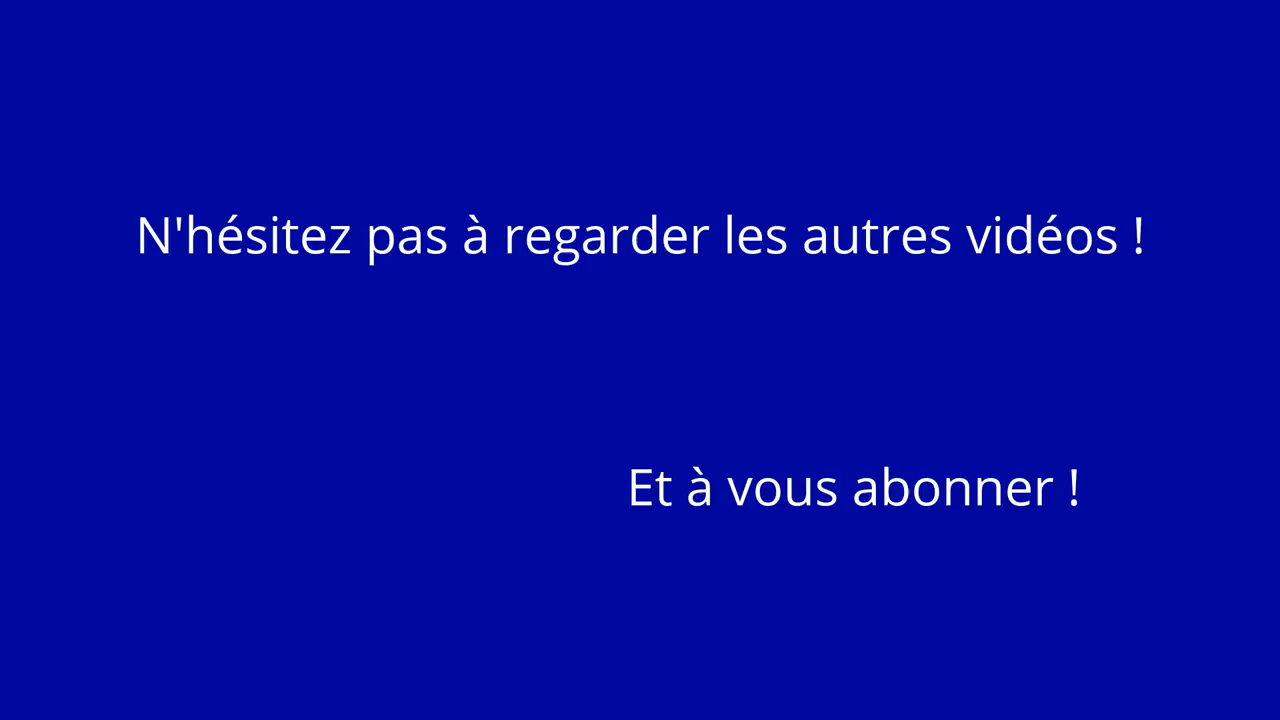 N'hésitez pas à regarder les autres vidéos !
Et à vous abonner !